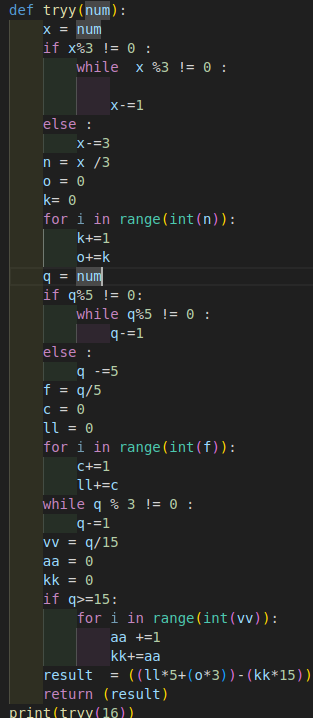 def tryy(num):
    x = num
    if x%3 != 0 :
        while  x %3 != 0 :

            x-=1
    else :
        x-=3
    n = x /3
    o = 0
    k= 0
    for i in range(int(n)):
        k+=1
        o+=k
    q = num
    if q%5 != 0:
        while q%5 != 0 :
            q-=1
    else :
        q -=5
    f = q/5
    c = 0
    ll = 0
    for i in range(int(f)):
        c+=1
        ll+=c
    while q % 3 != 0 :
        q-=1
    vv = q/15
    aa = 0
    kk = 0
    if q>=15:
        for i in range(int(vv)):
            aa +=1
            kk+=aa
    result  = ((ll*5+(o*3))-(kk*15))
    return (result)
print(tryy(16))